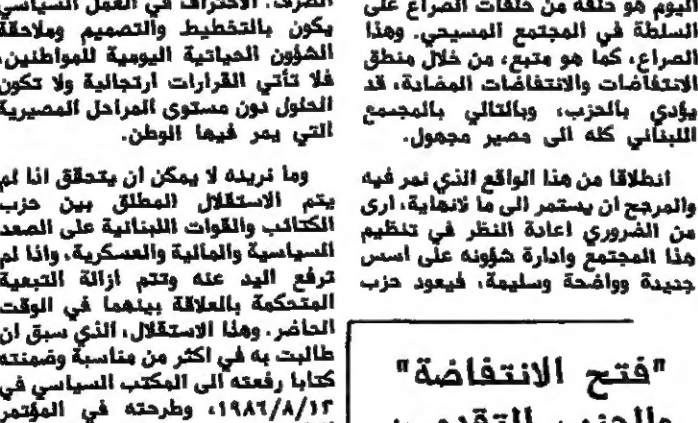 اليوم هو حلقة من حلقات الصراع على
السلطة في المجتمع المسيحي. وهذا
الصراع، كما هو متبع، من خلال منطق
الانتفاضات والانتفاضات المضادة، قد
يؤدي بالحزب، وبالتالي بالمجتمع
اللبناني كله الى مصير مجهول.
انطلاقا من هذا الواقع الذي نمر فيه
والمرجح ان يستمر الى ما لانهاية، ارى
من الضروري اعادة النظر في تنظيم
هذا المجتمع وادارة شؤونه على اسس
جديدة وواضحة وسليمة، فيعود حزب
"فتح الانتفاضة"
الصرف. الاحتراف في العمل السياسي
يكون بالتخطيط والتصميم وملاحقة
الشؤون الحياتية اليومية للمواطنين،
فلا تأتي القرارات ارتجالية ولا تكون
الحلول دون مستوى المراحل المصيرية
التي يمر فيها الوطن.
وما نريده لا يمكن ان يتحقق اذا لم
يتم الاستقلال المطلق بين حزب
الكتائب والقوات اللبنانية على الصعد
السياسية والمالية والعسكرية، واذا لم
ترفع اليد عنه وتتم ازالة التبعية
المتحكمة بالعلاقة بينهما في الوقت
الحاضر. وهذا الاستقلال، الذي سبق ان
طالبت به في اكثر من مناسبة وضمنته
كتابا رفعته الى المكتب السياسي في
١٩٨٦/٨/١٢، وطرحته في المؤتمر